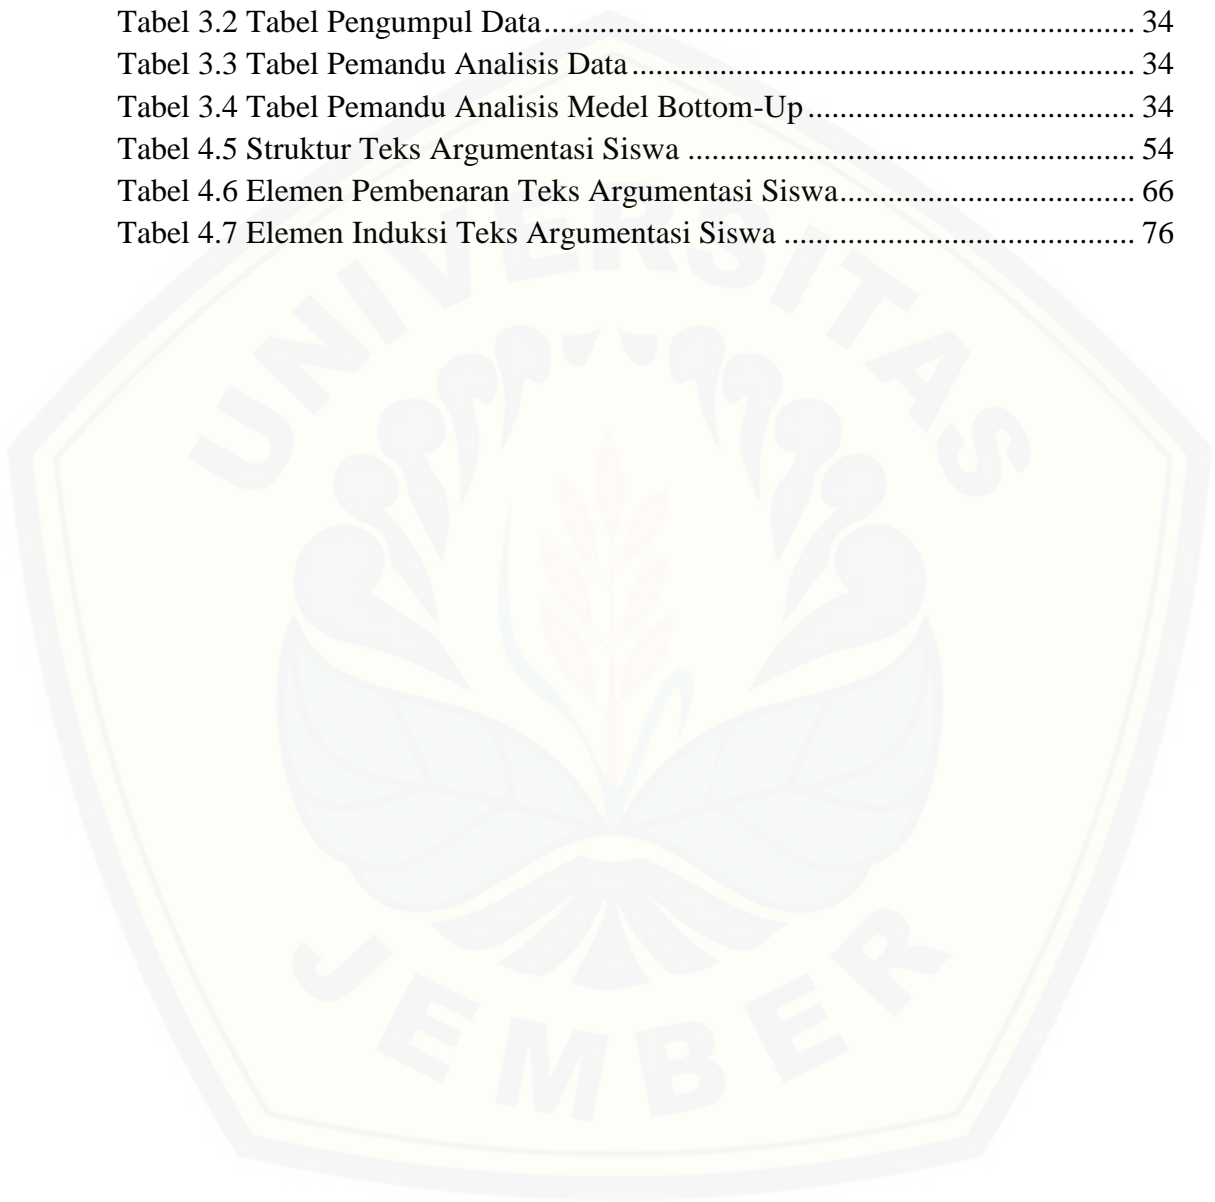 Tabel 3.2 Tabel Pengumpul Data.......................................................................... 34
Tabel 3.3 Tabel Pemandu Analisis Data............................................................... 34
Tabel 3.4 Tabel Pemandu Analisis Medel Bottom-Up......................................... 34
Tabel 4.5 Struktur Teks Argumentasi Siswa ........................................................ 54
Tabel 4.6 Elemen Pembenaran Teks Argumentasi Siswa..................................... 66
Tabel 4.7 Elemen Induksi Teks Argumentasi Siswa ............................................ 76
UNIVERSITAS
JEMBER